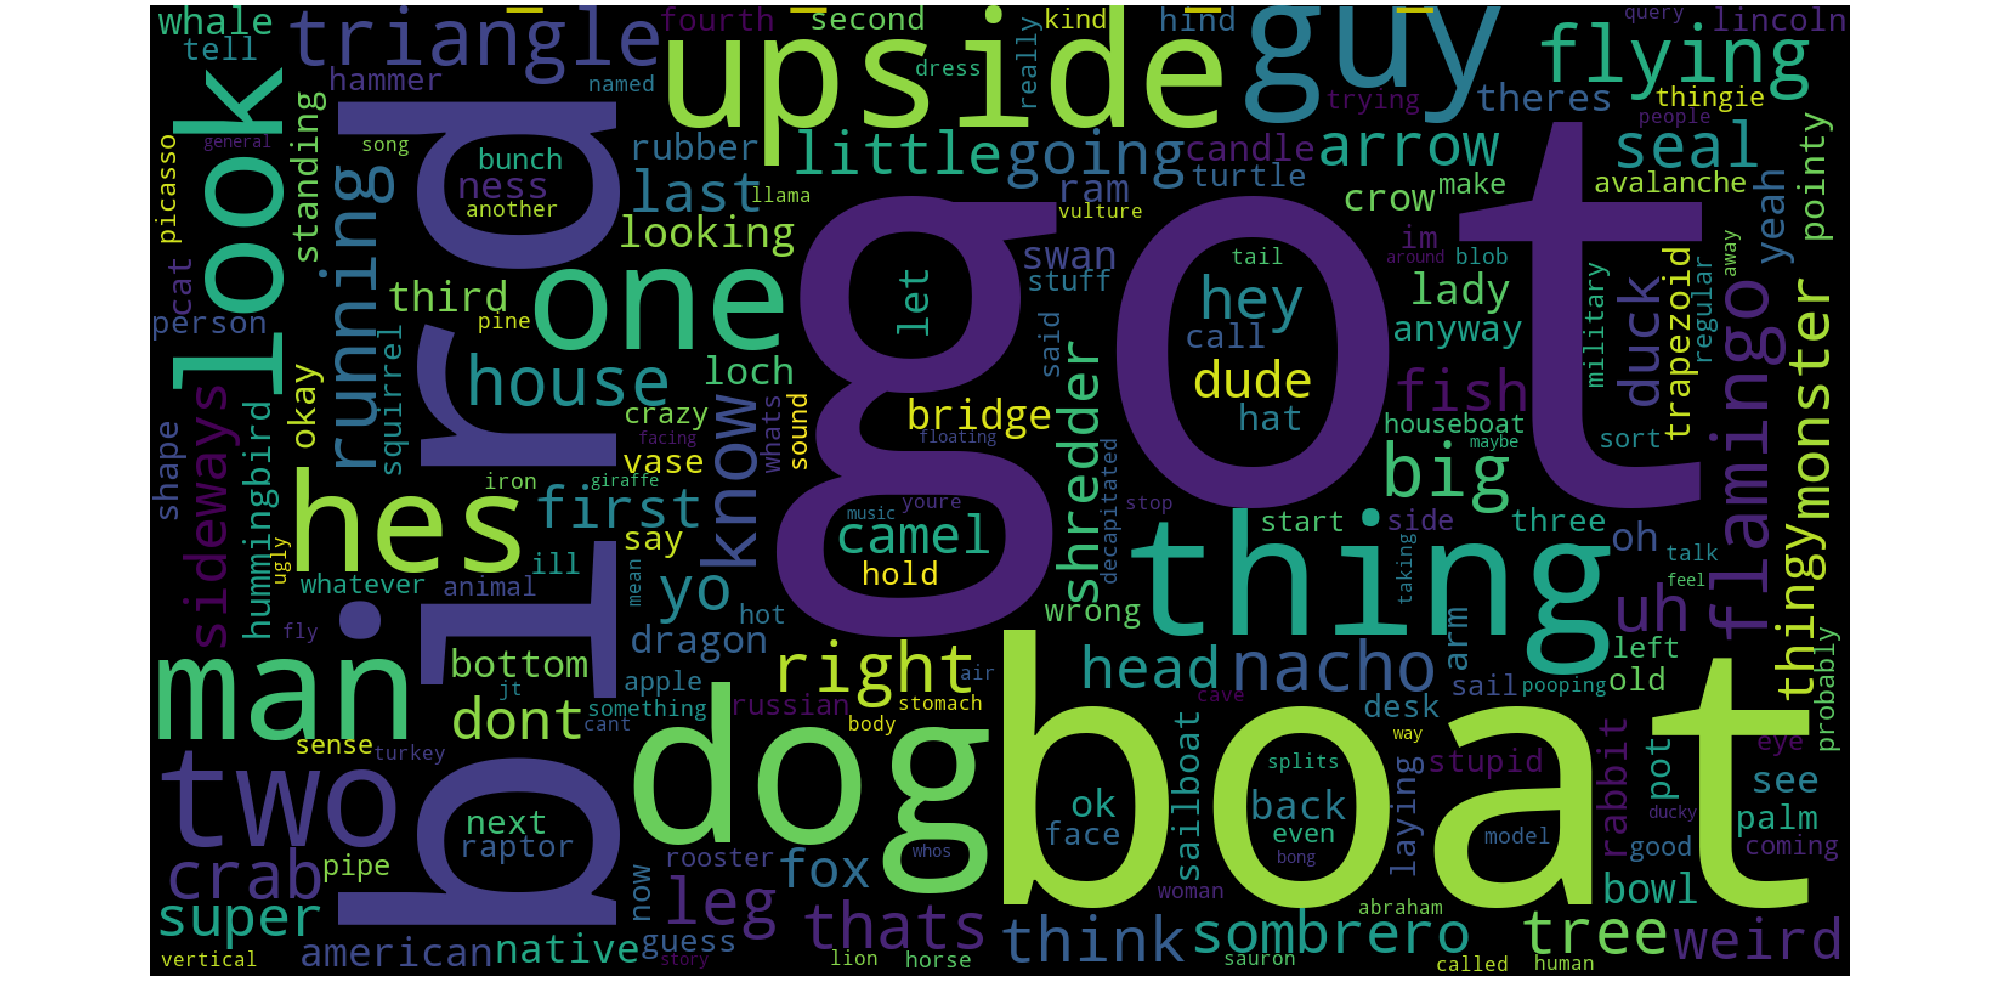 whale
tell
triangle
hammer
fourth
second
named
upside
dress
kind
really
hind
guy
trying
flying
query
lincoln
theres
thingie
people
look
picasso
general
standing
song
running
bird
bunch
ness
another
rubber
last
llama
looking
little
going
ram
vulture
candle
turtle
arrow
crow
make
seal
avalanche
yeah
pointy
cat
person
third
pine
one
let
swan
stuff
got
tail
hey
call
dude
hat
im
around
blob
lady
anyway
military
duck
trapezoid
regular
away
flamingo
monster
thingy
sideways
shape
hummingbird
okay
squirrel
house
loch
crazy
facing
vase
know
whats
sound
bridge
floating
said
shredder
decapitated
fish
houseboat
maybe
sort
big
hes
iron
giraffe
first
say
ill
camel
youre
music
hold
stop
start
side
three
oh
talk
feel
ugly
whatever
animal
mean
yo
hot
wrong
thing
taking
uh
fly
dragon
man
bottom
jt
dont
apple
something
cant
russian
right
air
stomach
body
head
cave
nacho
arm
sail
pooping
left
old
probably
sense
turkey
two
dog
boat
desk
way
stupid
rabbit
pot
eye
see
palm
next
raptor
crab
pipe
super
now
rooster
leg
fox
whos
ok
face
sailboat
splits
back
even
bong
laying
model
ducky
good
coming
bowl
woman
abraham
vertical
american
native
guess
story
thats
lion
horse
think
sombrero
sauron
called
tree
human
weird